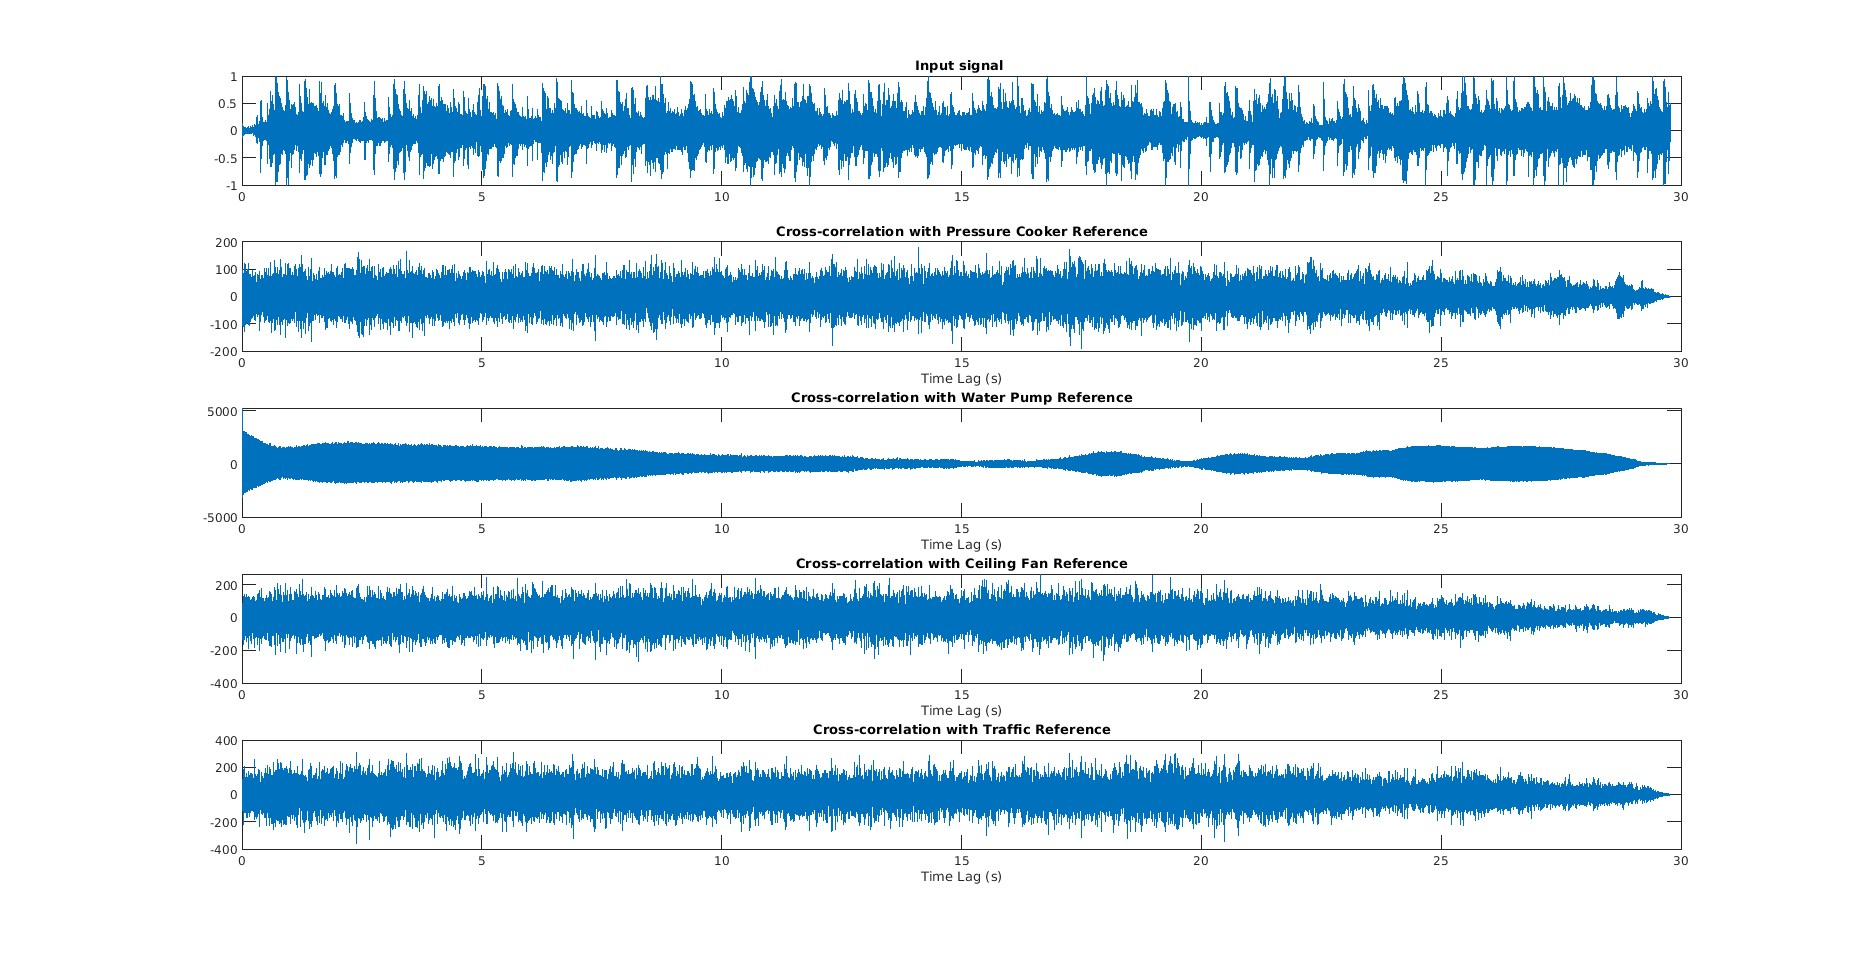 Input signal
1
0.5
0
-0.5
-1
0 5 10 15 20 25 30
Cross-correlation with Pressure Cooker Reference
200
100
0
-100
-200
0 5 10 15 20 25 30
Time Lag (s)
Cross-correlation with Water Pump Reference
5000
0
-5000
0 5 10 15 20 25 30
Time Lag (s)
Cross-correlation with Ceiling Fan Reference
200
0
-200
-400
0 5 10 15 20 25 30
Time Lag (s)
Cross-correlation with Traffic Reference
400
200
0
-200
-400
0 5 10 15 20 25 30
Time Lag (s)